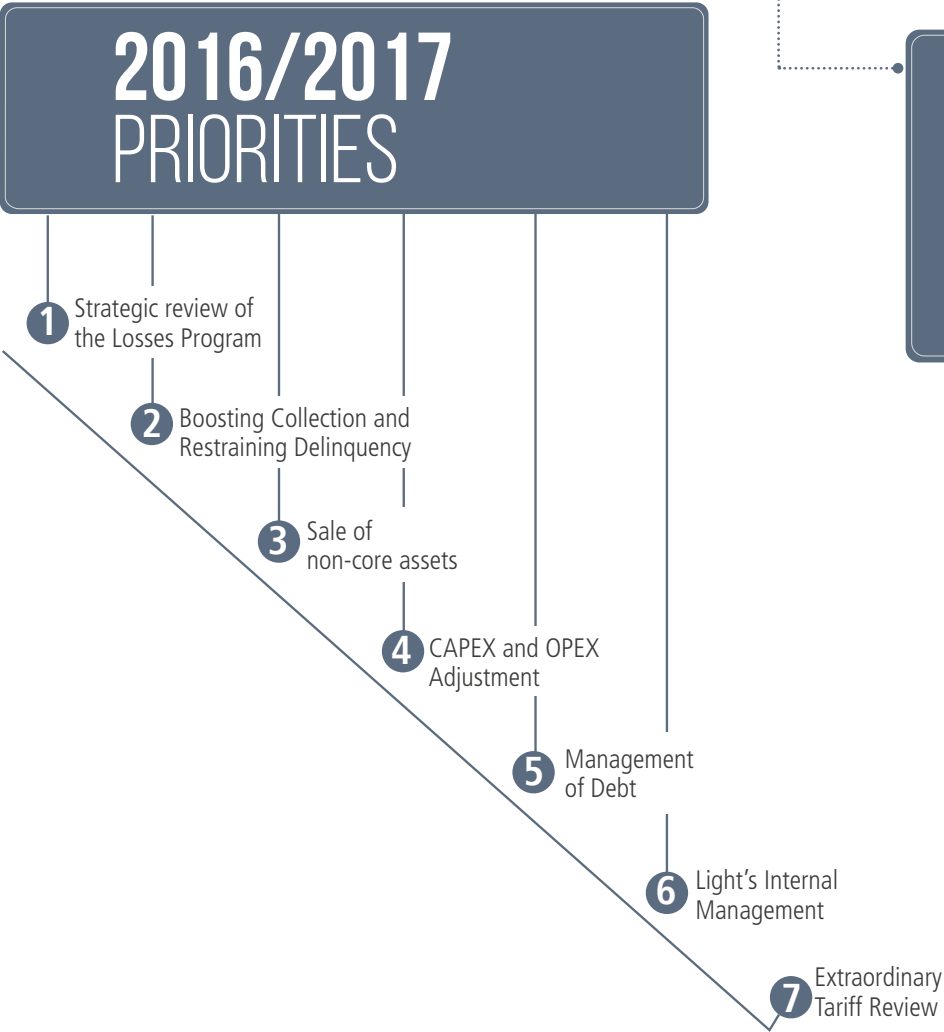 2016/2017
PRIORITIES
1
Strategic review of
the Losses Program
2
Boosting Collection and
Restraining Delinquency
3
Sale of
non-core assets
4
CAPEX and OPEX
Adjustment
5
Management
of Debt
6
Light’s Internal
Management
7
Extraordinary
Tariff Review